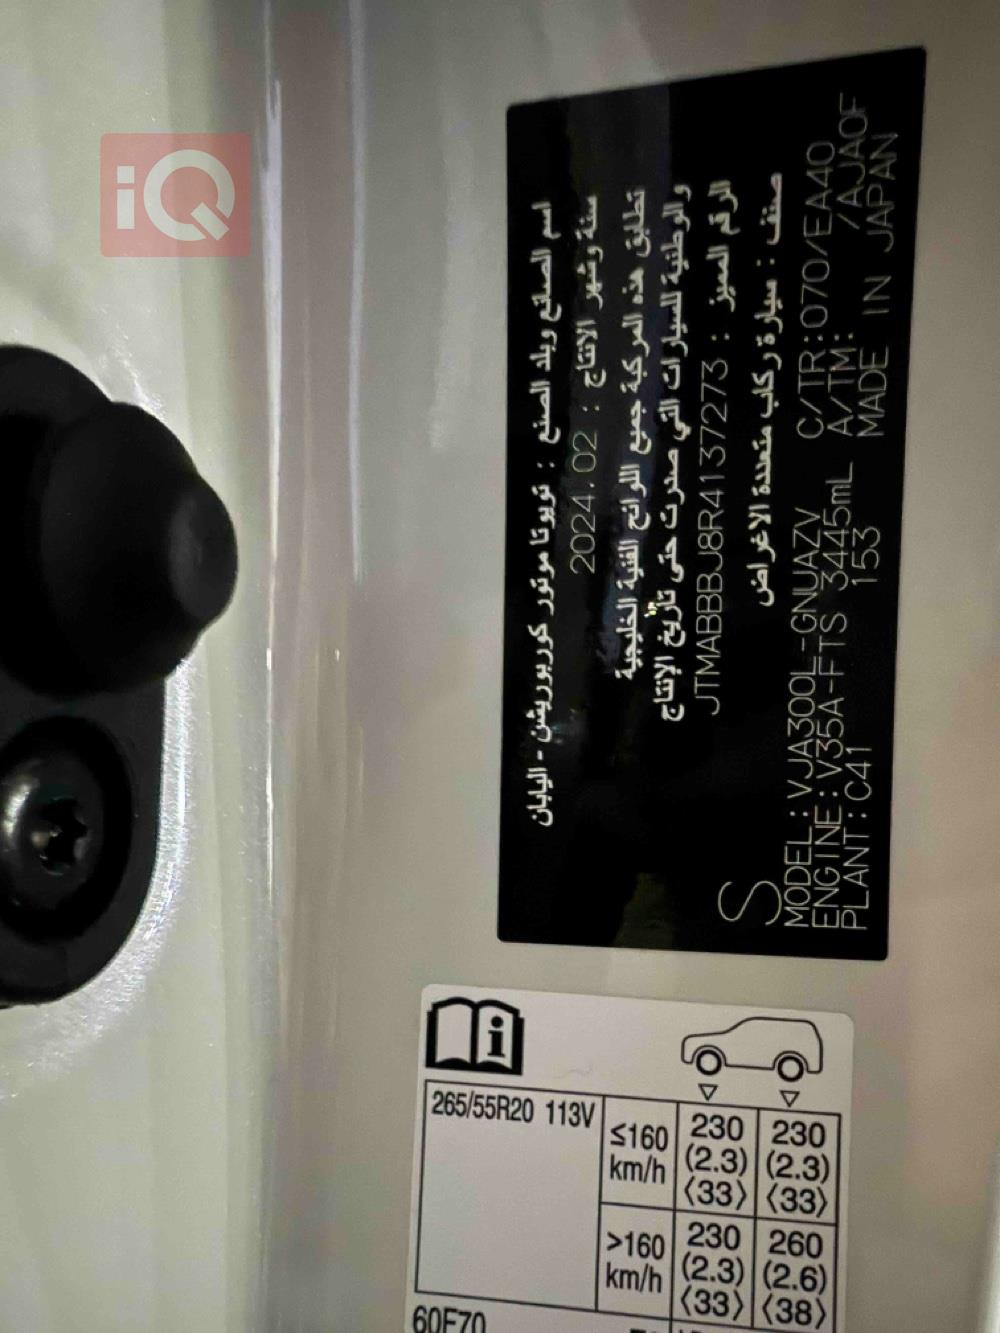 iQ
اسم الصانع وبلد الصنع : تويوتا موتور كوربوريشن - اليابان
سنة وشهر الانتاج : 2024.02
تطابق هذه المركبة جميع اللوائح الفنية الخليجية
والوطنية للسيارات التي صدرت حتى تاريخ الإنتاج
الرقم المميز : JTMABBBJ8R4137273
صنف : سيارة ركاب متعددة الاغراض
S
MODEL : VJA300L-GNUAZV C/TR:070/EA40
ENGINE : V35A-FTS 3445mL A/TM: /AJA0F
PLANT : C41 153 MADE IN JAPAN
i
265/55R20 113V
≤160 km/h 230 (2.3) ⟨33⟩ 230 (2.3) ⟨33⟩
>160 km/h 230 (2.3) ⟨33⟩ 260 (2.6) ⟨38⟩
60F70